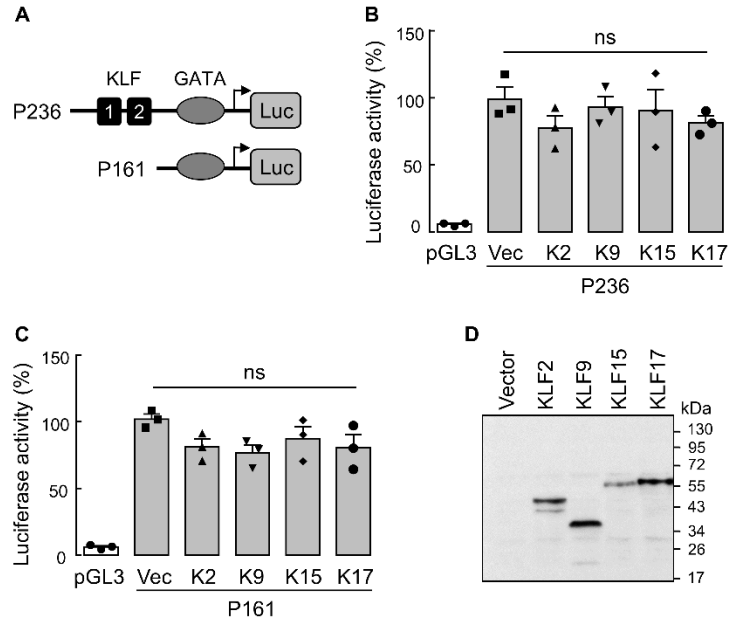 A
KLF GATA
P236 1 2 Luc
P161 Luc
B
Luciferase activity (%)
150
100
50
0
ns
pGL3 Vec K2 K9 K15 K17
P236
C
Luciferase activity (%)
150
100
50
0
ns
pGL3 Vec K2 K9 K15 K17
P161
D
Vector KLF2 KLF9 KLF15 KLF17
kDa
130
95
72
55
43
34
26
17